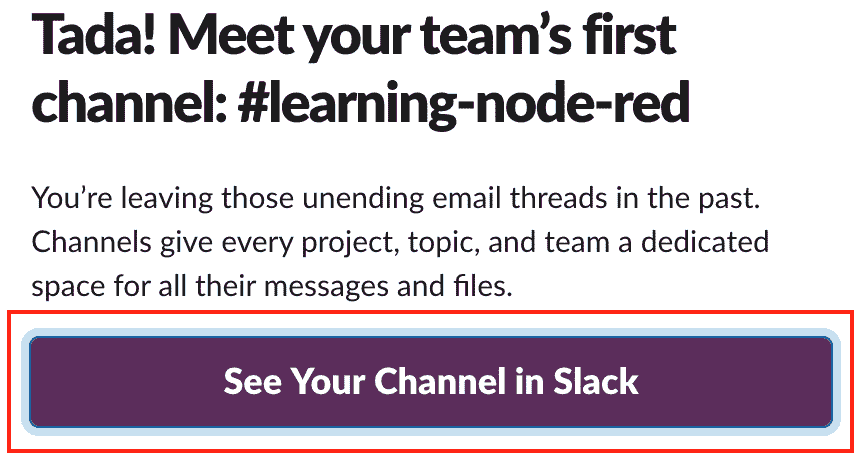 Tada! Meet your team’s first
channel: #learning-node-red
You’re leaving those unending email threads in the past.
Channels give every project, topic, and team a dedicated
space for all their messages and files.
See Your Channel in Slack